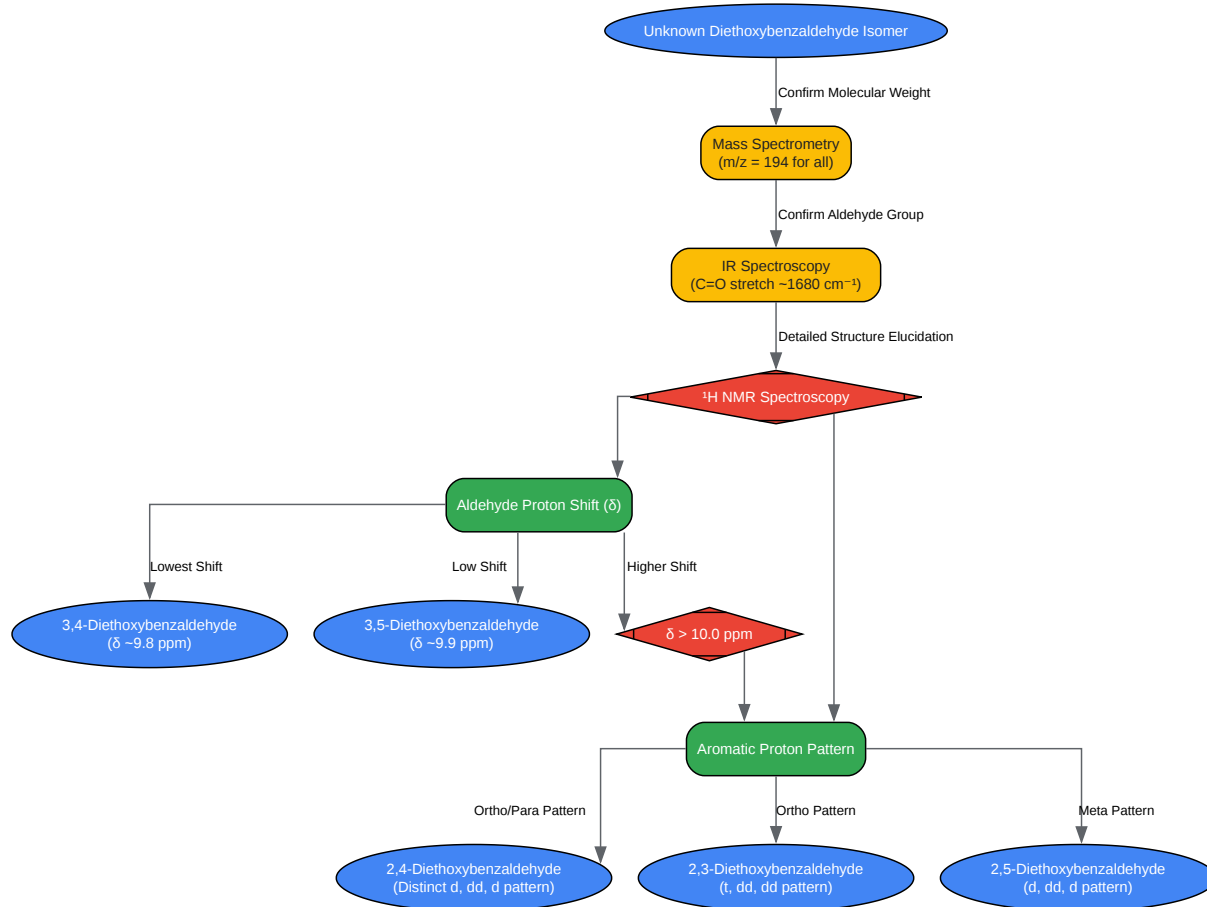 Unknown Diethoxybenzaldehyde Isomer
Confirm Molecular Weight
Mass Spectrometry
(m/z = 194 for all)
Confirm Aldehyde Group
IR Spectroscopy
(C=O stretch ~1680 cm⁻¹)
Detailed Structure Elucidation
¹H NMR Spectroscopy
Aldehyde Proton Shift (δ)
Lowest Shift
Low Shift
Higher Shift
3,4-Diethoxybenzaldehyde
(δ ~9.8 ppm)
3,5-Diethoxybenzaldehyde
(δ ~9.9 ppm)
δ > 10.0 ppm
Aromatic Proton Pattern
Ortho/Para Pattern
Ortho Pattern
Meta Pattern
2,4-Diethoxybenzaldehyde
(Distinct d, dd, d pattern)
2,3-Diethoxybenzaldehyde
(t, dd, dd pattern)
2,5-Diethoxybenzaldehyde
(d, dd, d pattern)